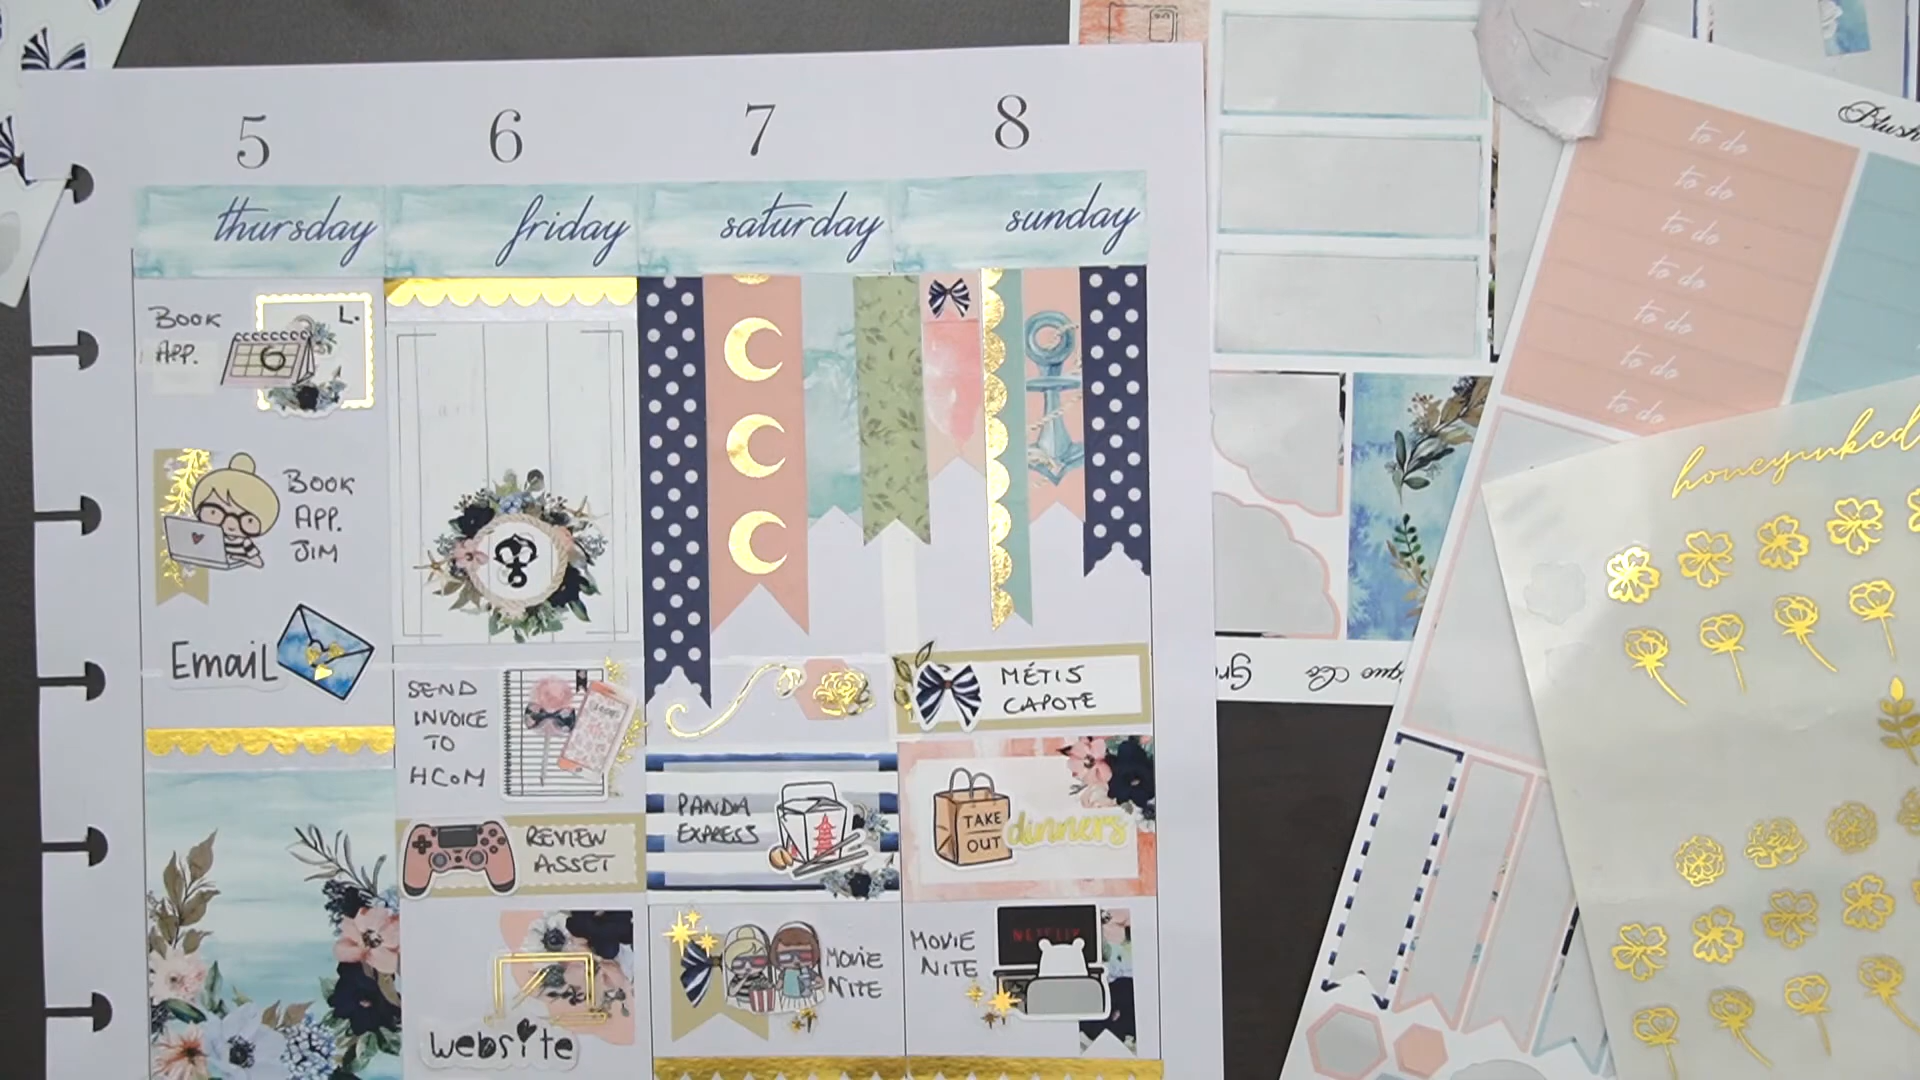 5 6 7 8
thursday friday saturday sunday
BOOK
APP.
L.
6
BOOK
APP.
JIM
Email
SEND
INVOICE
TO
HCOM
REVIEW
ASSET
website
PANDA
EXPRESS
MOVIE
NITE
MÉTIS
CAPOTE
TAKE
OUT
dinners
MOVIE
NITE
NETFLIX
to do
to do
to do
to do
to do
to do
to do
Blush
honeyinked